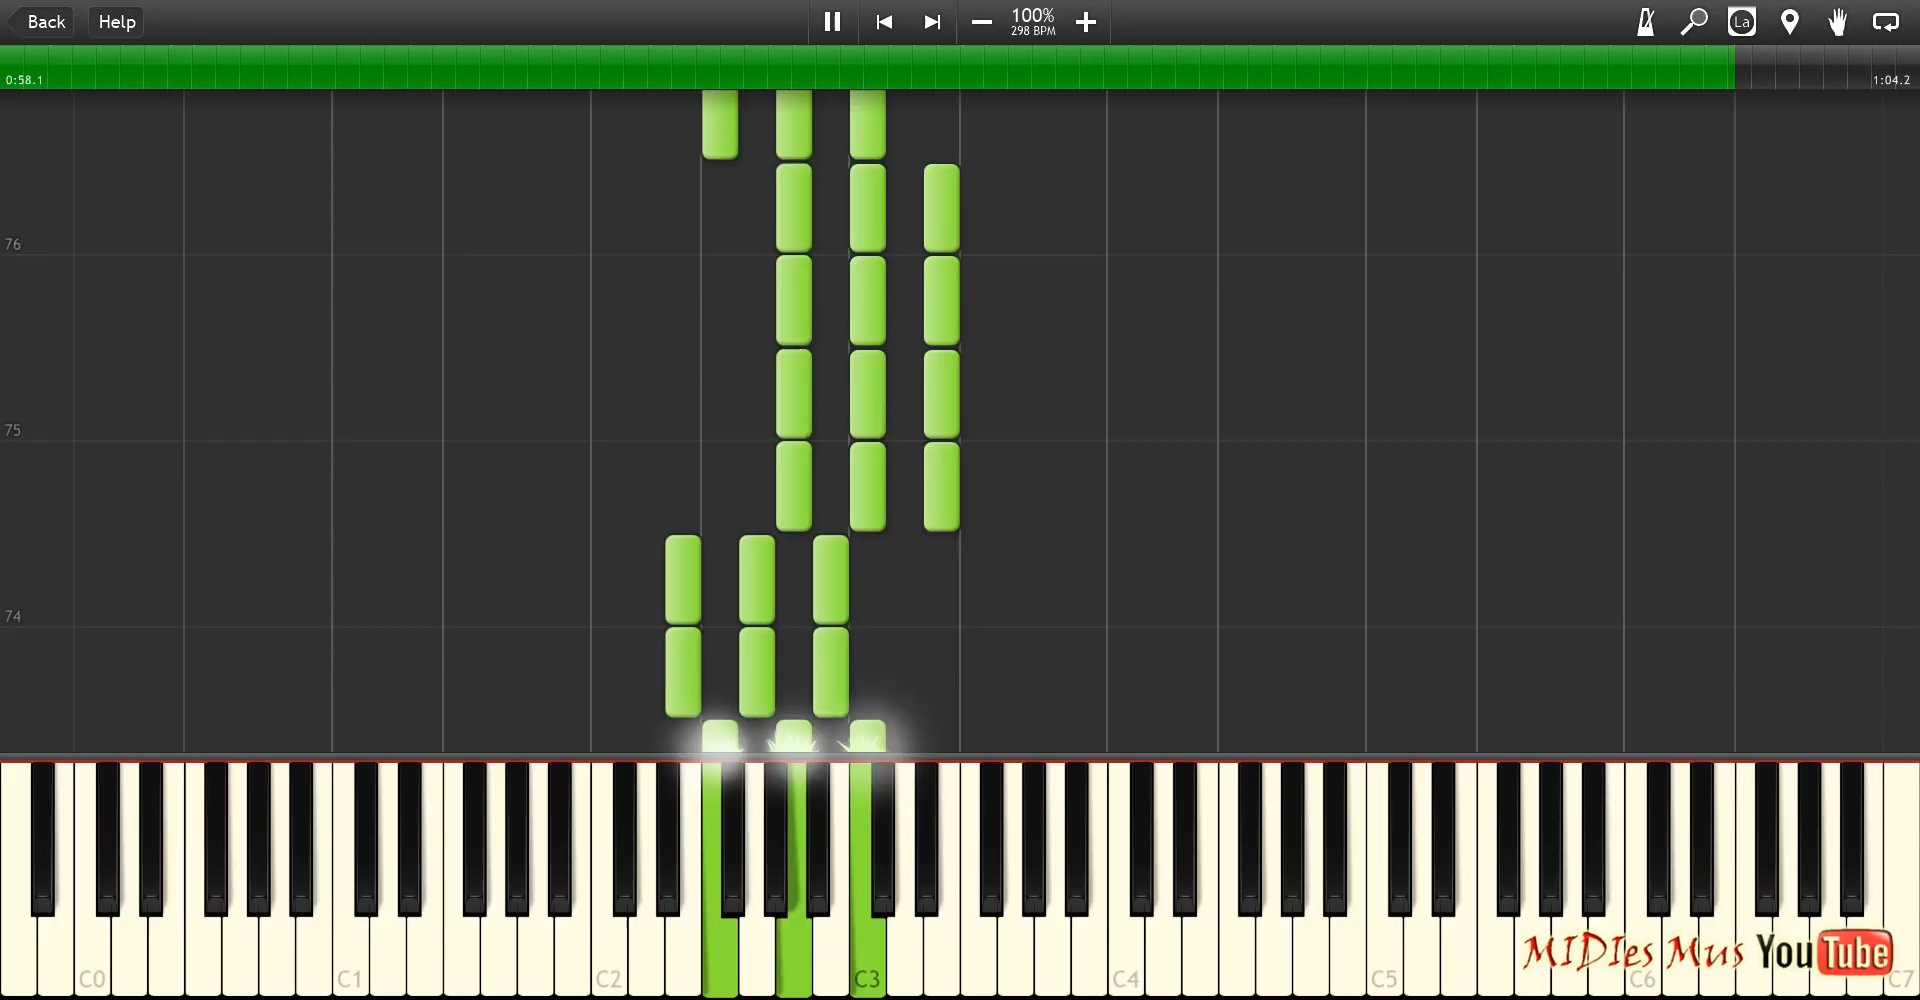 Back Help 100% La
298 BPM
0:58.1 1:04.2
76
75
74
C0 C1 C2 C3 C4 C5 C6 C7
MIDIes Mus YouTube